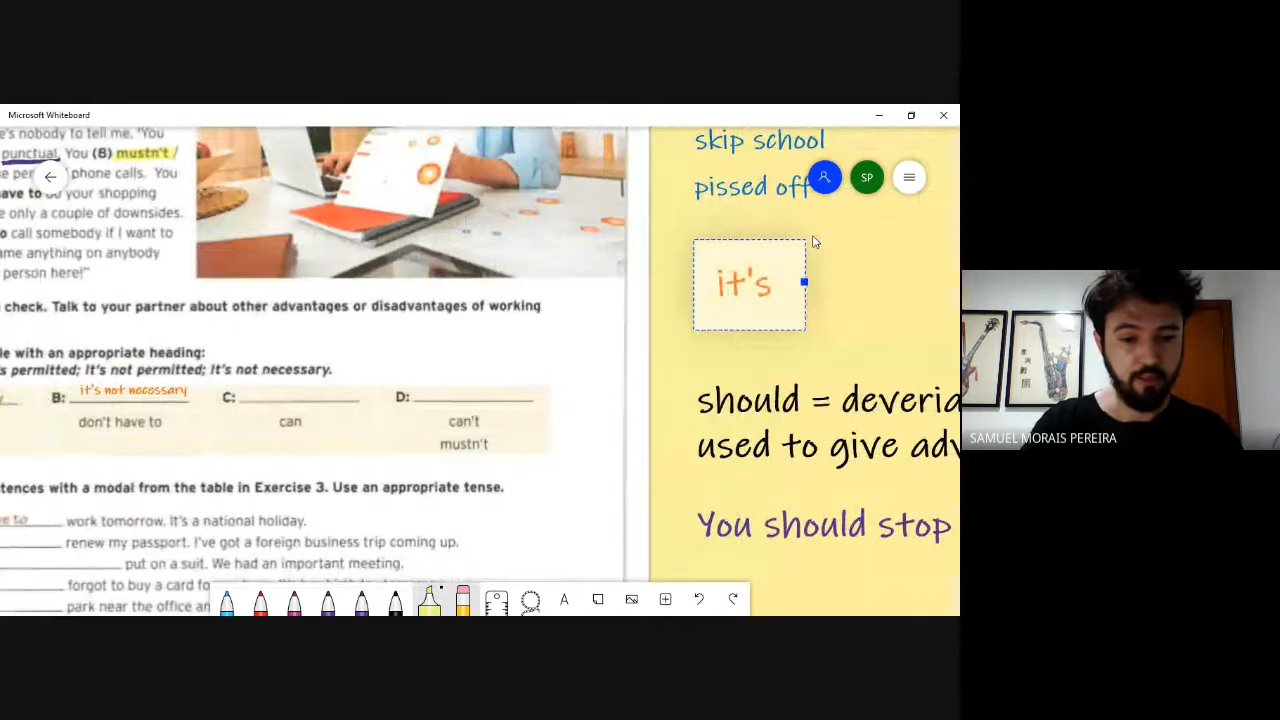 Microsoft Whiteboard
e's nobody to tell me. "You
punctual. You (8) mustn't /
phone calls. You
ave to your shopping
e only a couple of downsides.
o call somebody if I want to
ame anything on anybody
person here!"
check. Talk to your partner about other advantages or disadvantages of working
le with an appropriate heading:
s permitted; It's not permitted; It's not necessary.
B: it's not necessary
C:
D:
don't have to
can
can't
mustn't
tences with a modal from the table in Exercise 3. Use an appropriate tense.
ve to work tomorrow. It's a national holiday.
renew my passport. I've got a foreign business trip coming up.
put on a suit. We had an important meeting.
forgot to buy a card fo
park near the office an
skip school
pissed off
SP
it's
should = deveria
used to give adv
You should stop
SAMUEL MORAIS PEREIRA